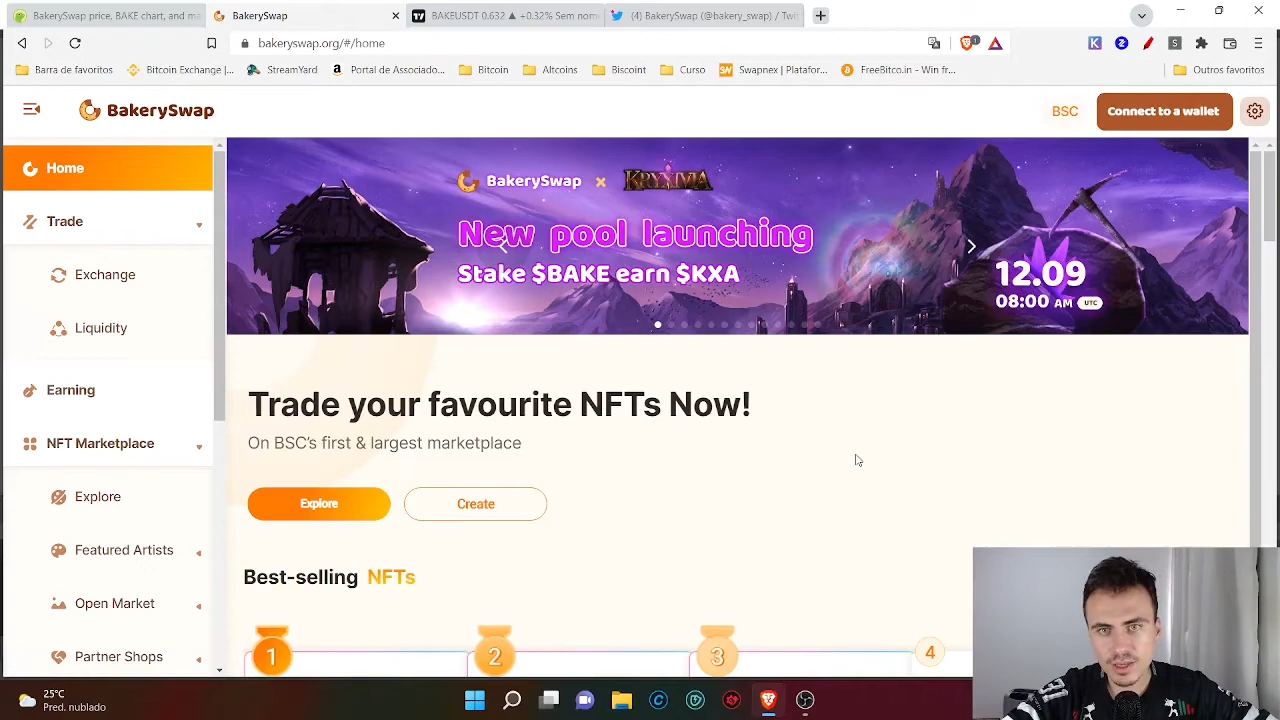 BakerySwap price, BAKE chart, and ma
BakerySwap
BAKEUSDT 0.632 ▲ +0.32% Sem nom
(4) BakerySwap (@bakery_swap) / Twit
bakeryswap.org/#/home
1
K
S
Barra de favoritos
Bitcoin Exchange |...
StreamYard
Portal de Associado...
Bitcoin
Altcoins
Biscoint
Curso
Swapnex | Platafor...
FreeBitco.in - Win fr...
Outros favoritos
BakerySwap
BSC
Connect to a wallet
Home
Trade
Exchange
Liquidity
Earning
NFT Marketplace
Explore
Featured Artists
Open Market
Partner Shops
BakerySwap × KRYXIVIA
New pool launching
Stake $BAKE earn $KXA
12.09
08:00 AM UTC
Trade your favourite NFTs Now!
On BSC's first & largest marketplace
Explore
Create
Best-selling NFTs
1
2
3
4
25°C
Pred. nublado